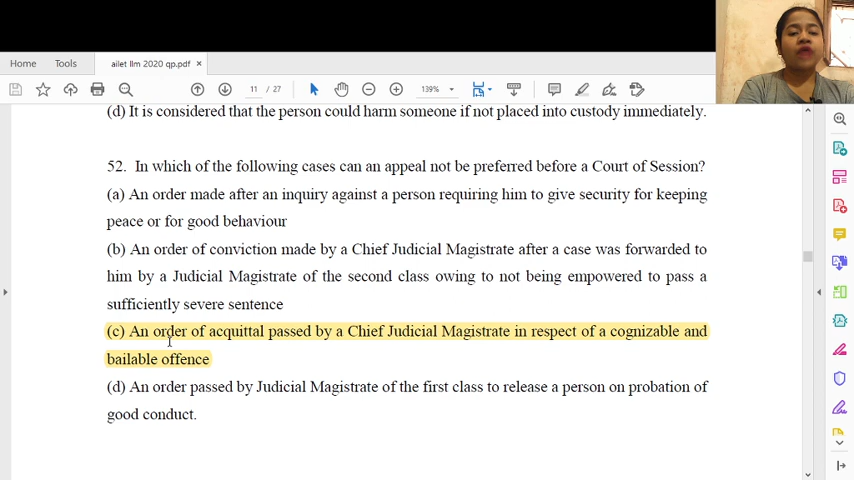 Home
Tools
ailet llm 2020 qp.pdf ×
11 / 27
139%
(d) It is considered that the person could harm someone if not placed into custody immediately.
52. In which of the following cases can an appeal not be preferred before a Court of Session?
(a) An order made after an inquiry against a person requiring him to give security for keeping
peace or for good behaviour
(b) An order of conviction made by a Chief Judicial Magistrate after a case was forwarded to
him by a Judicial Magistrate of the second class owing to not being empowered to pass a
sufficiently severe sentence
(c) An order of acquittal passed by a Chief Judicial Magistrate in respect of a cognizable and
bailable offence
(d) An order passed by Judicial Magistrate of the first class to release a person on probation of
good conduct.